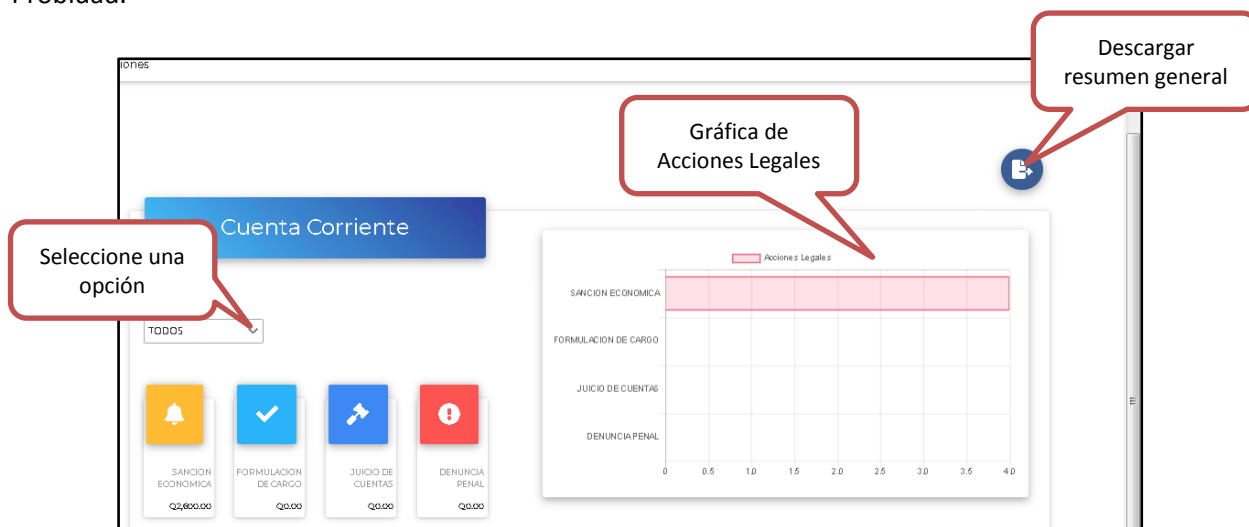 Probidad.
Descargar
resumen general
iones
Gráfica de
Acciones Legales
Cuenta Corriente
Seleccione una
opción
TODOS
Acciones Legales
SANCION ECONOMICA
FORMULACION DE CARGO
JUICIO DE CUENTAS
DENUNCIA PENAL
0 0.5 1.0 1.5 2.0 2.5 3.0 3.5 4.0
SANCION
ECONOMICA
Q2,600.00
FORMULACION
DE CARGO
Q0.00
JUICIO DE
CUENTAS
Q0.00
DENUNCIA
PENAL
Q0.00